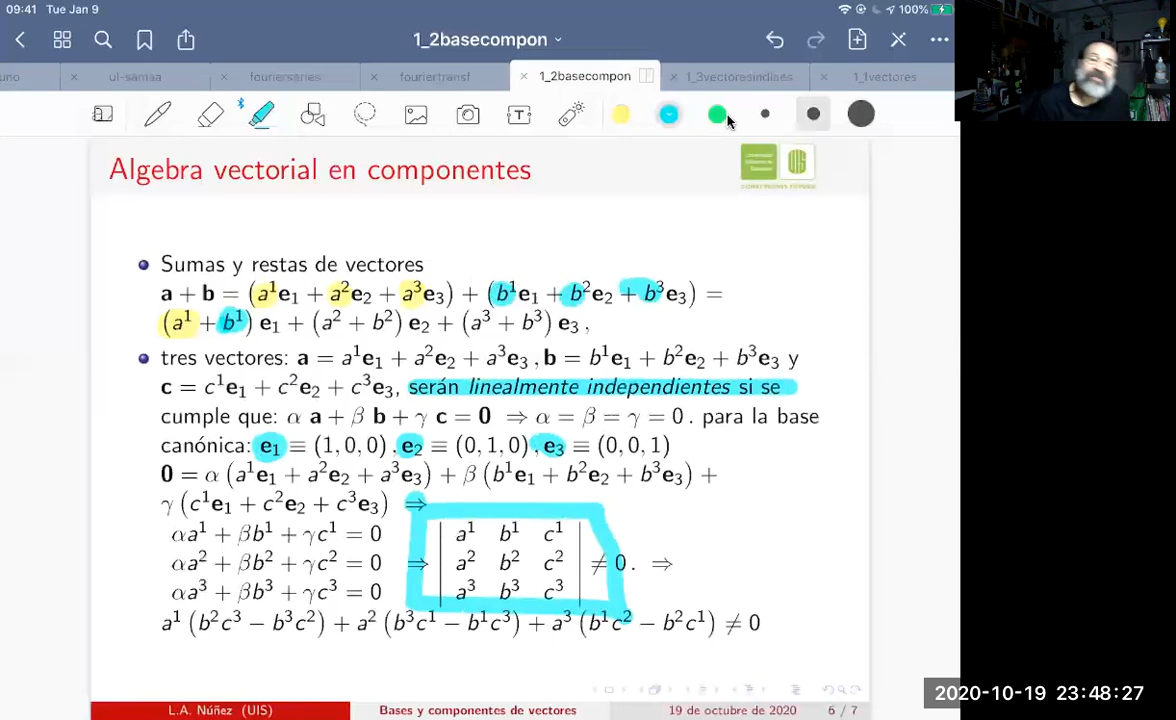 09:41 Tue Jan 9
100%
1_2basecompon
uno
ul-samaa
fourierseries
fouriertransf
1_2basecompon
1_3vectoresindises
1_1vectores
Algebra vectorial en componentes
Sumas y restas de vectores
a + b = (a¹e₁ + a²e₂ + a³e₃) + (b¹e₁ + b²e₂ + b³e₃) =
(a¹ + b¹) e₁ + (a² + b²) e₂ + (a³ + b³) e₃ ,
tres vectores: a = a¹e₁ + a²e₂ + a³e₃ , b = b¹e₁ + b²e₂ + b³e₃ y
c = c¹e₁ + c²e₂ + c³e₃, serán linealmente independientes si se
cumple que: α a + β b + γ c = 0 ⇒ α = β = γ = 0 . para la base
canónica: e₁ ≡ (1, 0, 0) , e₂ ≡ (0, 1, 0) , e₃ ≡ (0, 0, 1)
0 = α (a¹e₁ + a²e₂ + a³e₃) + β (b¹e₁ + b²e₂ + b³e₃) +
γ (c¹e₁ + c²e₂ + c³e₃) ⇒
αa¹ + βb¹ + γc¹ = 0
αa² + βb² + γc² = 0
αa³ + βb³ + γc³ = 0
⇒ | a¹ b¹ c¹ |
| a² b² c² | ≠ 0 . ⇒
| a³ b³ c³ |
a¹ (b²c³ − b³c²) + a² (b³c¹ − b¹c³) + a³ (b¹c² − b²c¹) ≠ 0
L.A. Núñez (UIS)
Bases y componentes de vectores
19 de octubre de 2020
6 / 7
2020-10-19 23:48:27